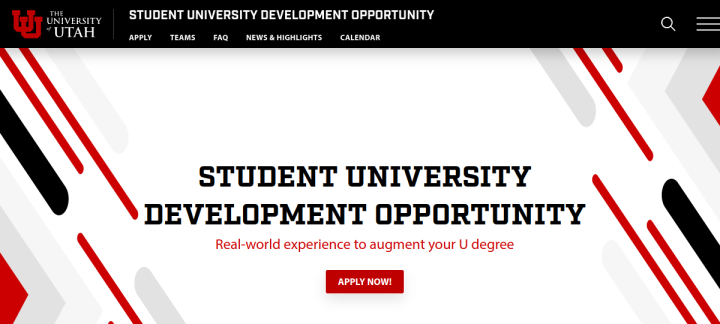 THE
UNIVERSITY
of UTAH
STUDENT UNIVERSITY DEVELOPMENT OPPORTUNITY
APPLY TEAMS FAQ NEWS & HIGHLIGHTS CALENDAR
STUDENT UNIVERSITY
DEVELOPMENT OPPORTUNITY
Real-world experience to augment your U degree
APPLY NOW!